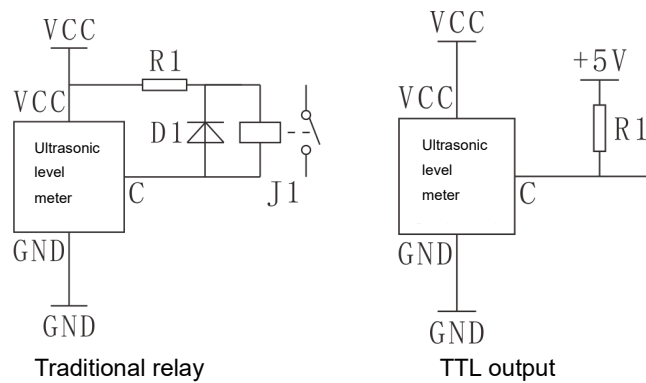 VCC
R1
VCC
Ultrasonic
level
meter
D1
C
J1
GND
GND
Traditional relay
VCC
+5V
VCC
R1
Ultrasonic
level
meter
C
GND
GND
TTL output